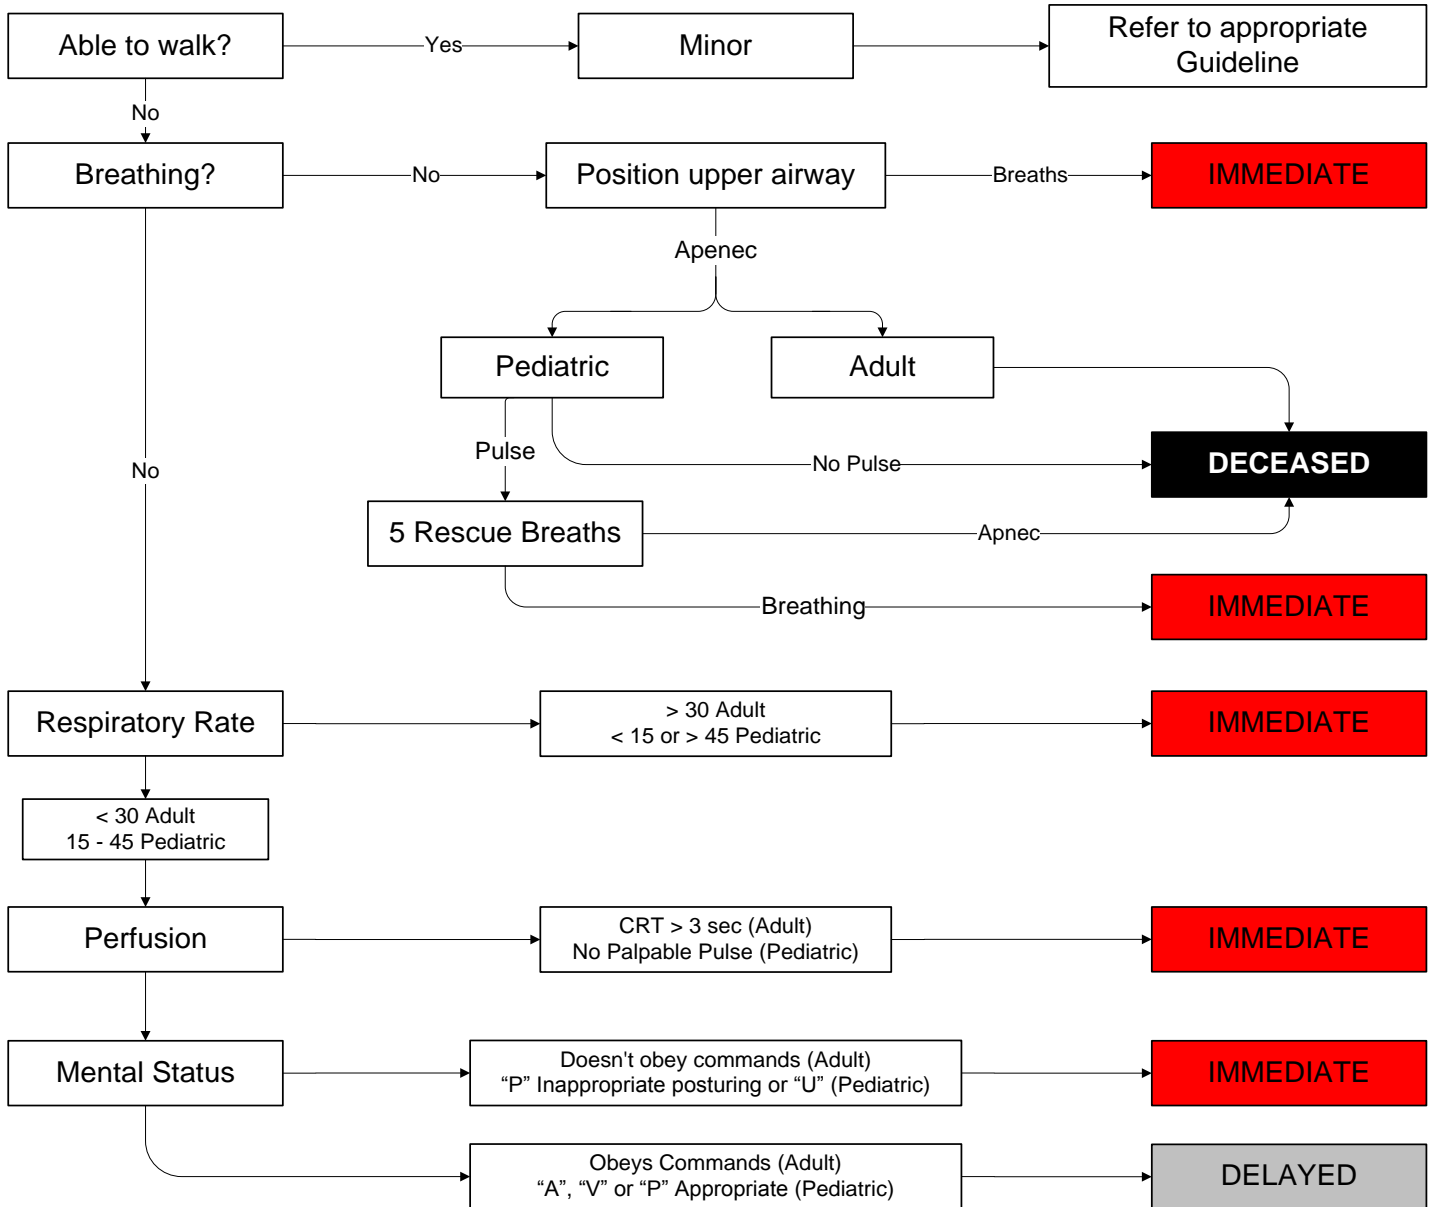 Able to walk?
Yes
Minor
Refer to appropriate
Guideline
No
Breathing?
No
Position upper airway
Breaths
IMMEDIATE
Apenec
Pediatric
Adult
Pulse
No Pulse
DECEASED
No
5 Rescue Breaths
Apnec
Breathing
IMMEDIATE
Respiratory Rate
> 30 Adult
< 15 or > 45 Pediatric
IMMEDIATE
< 30 Adult
15 - 45 Pediatric
Perfusion
CRT > 3 sec (Adult)
No Palpable Pulse (Pediatric)
IMMEDIATE
Mental Status
Doesn't obey commands (Adult)
“P” Inappropriate posturing or “U” (Pediatric)
IMMEDIATE
Obeys Commands (Adult)
“A”, “V” or “P” Appropriate (Pediatric)
DELAYED